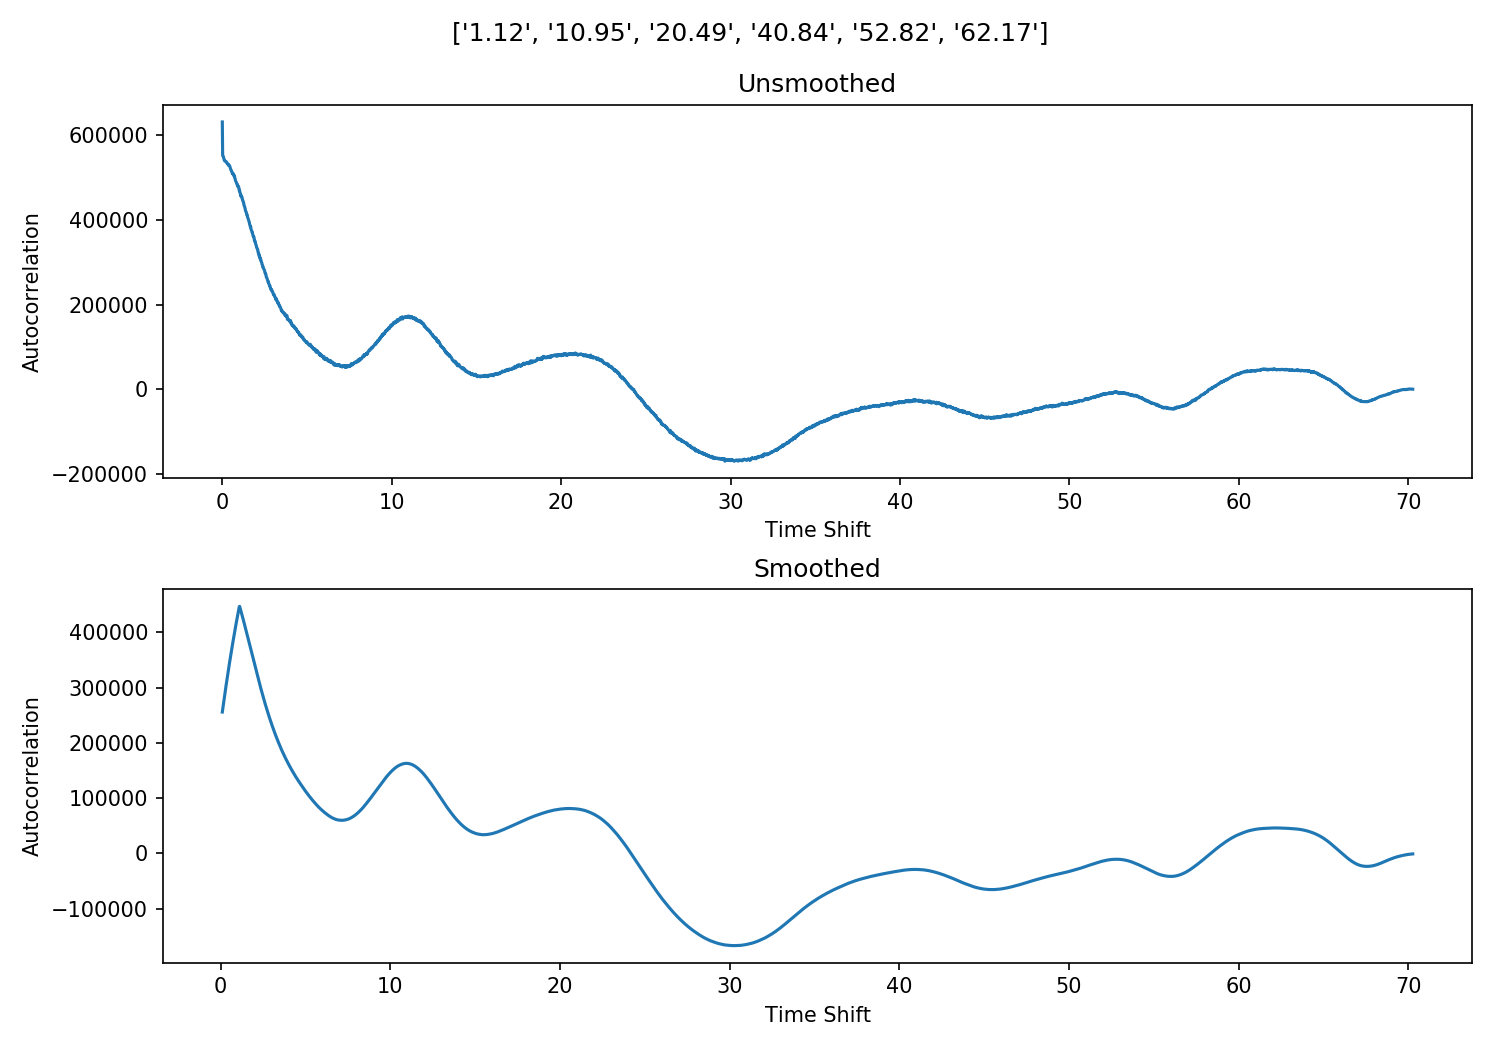 ['1.12', '10.95', '20.49', '40.84', '52.82', '62.17']
Unsmoothed
600000
400000
200000
0
−200000
Autocorrelation
0 10 20 30 40 50 60 70
Time Shift
Smoothed
400000
300000
200000
100000
0
−100000
Autocorrelation
0 10 20 30 40 50 60 70
Time Shift